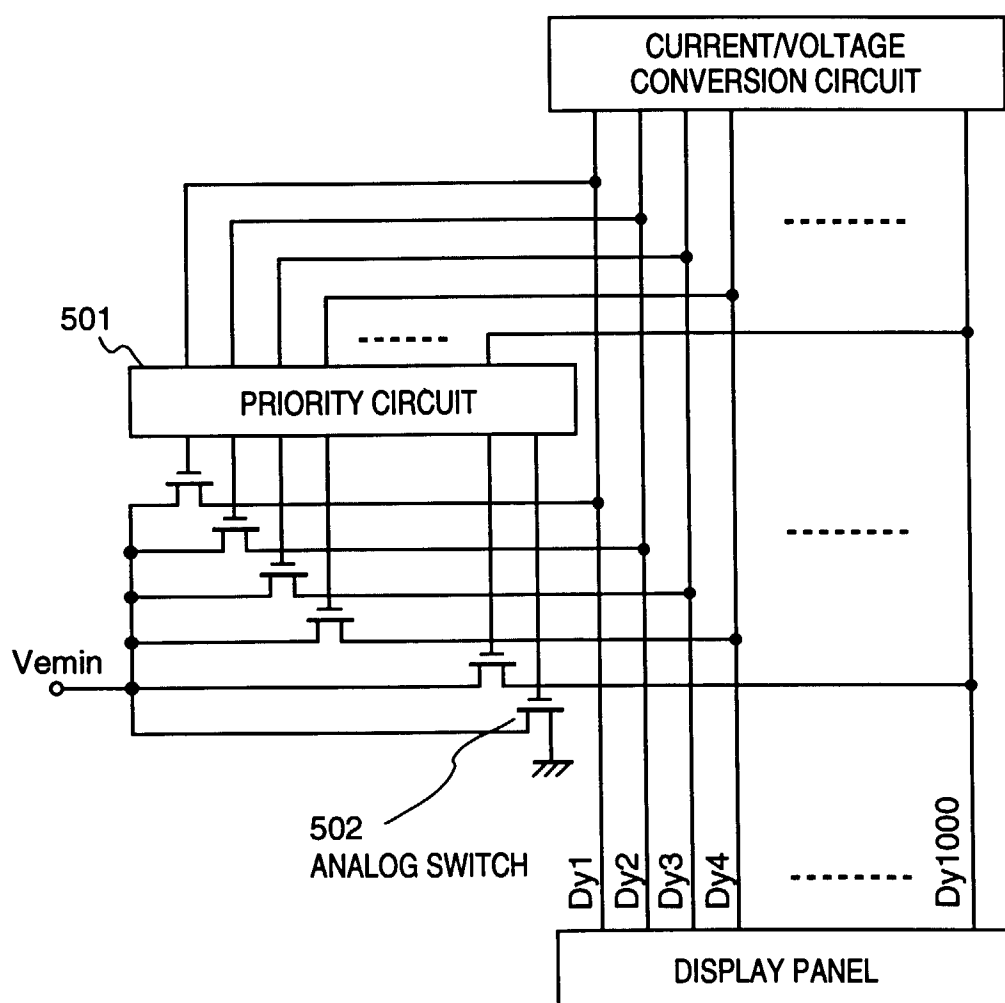 CURRENT/VOLTAGE
CONVERSION CIRCUIT
501
PRIORITY CIRCUIT
Vemin
502
ANALOG SWITCH
Dy1
Dy2
Dy3
Dy4
Dy1000
DISPLAY PANEL